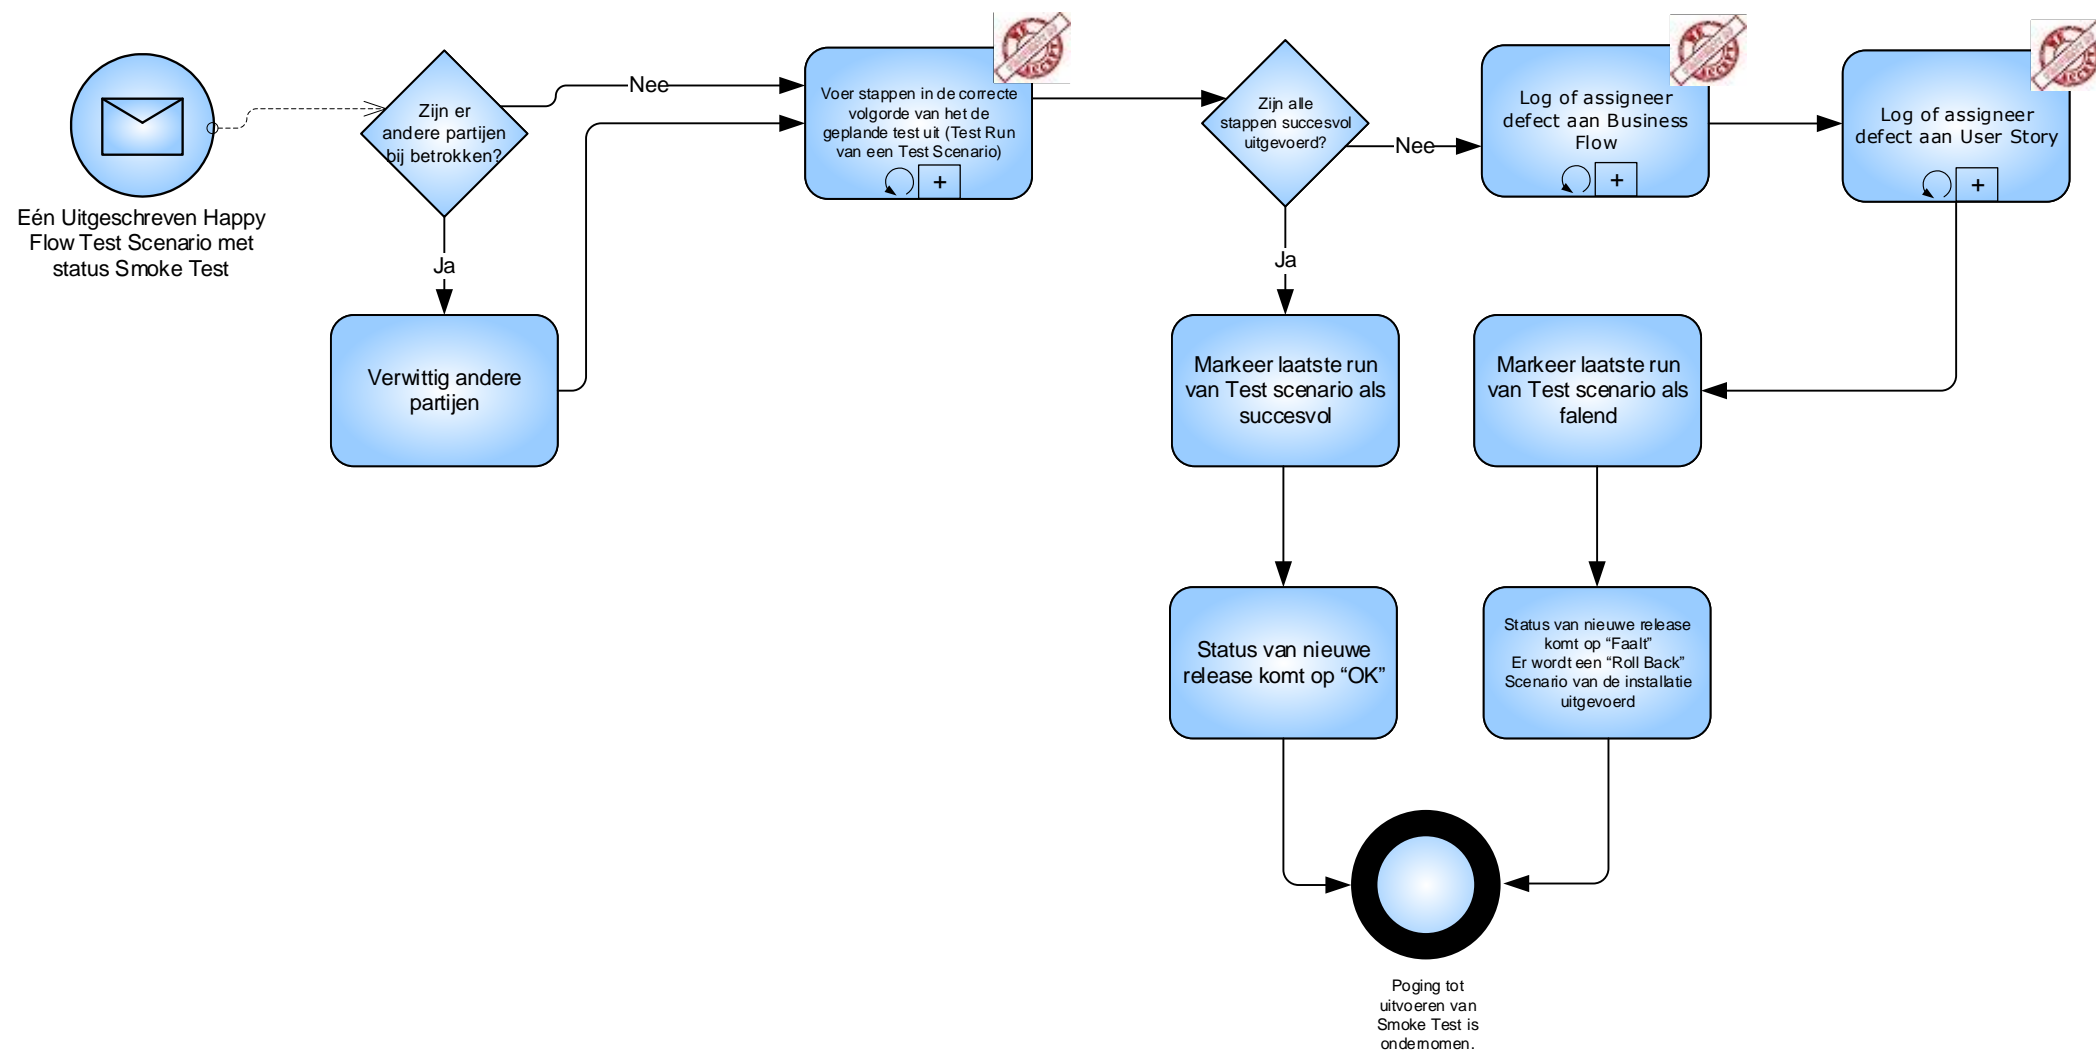 Eén Uitgeschreven Happy
Flow Test Scenario met
status Smoke Test
Zijn er
andere partijen
bij betrokken?
Nee
Ja
Verwittig andere
partijen
Voer stappen in de correcte
volgorde van het de
geplande test uit (Test Run
van een Test Scenario)
+
Zijn alle
stappen succesvol
uitgevoerd?
Nee
Ja
Log of assigneer
defect aan Business
Flow
+
Log of assigneer
defect aan User Story
+
Markeer laatste run
van Test scenario als
succesvol
Markeer laatste run
van Test scenario als
falend
Status van nieuwe
release komt op “OK”
Status van nieuwe release
komt op “Faalt”
Er wordt een “Roll Back”
Scenario van de installatie
uitgevoerd
Poging tot
uitvoeren van
Smoke Test is
ondernomen.